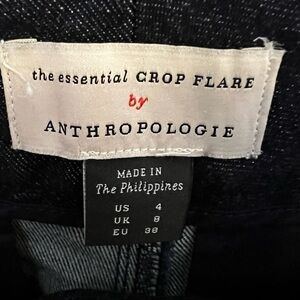 the essential CROP FLARE
by
ANTHROPOLOGIE
MADE IN
The Philippines
US 4
UK 8
EU 38